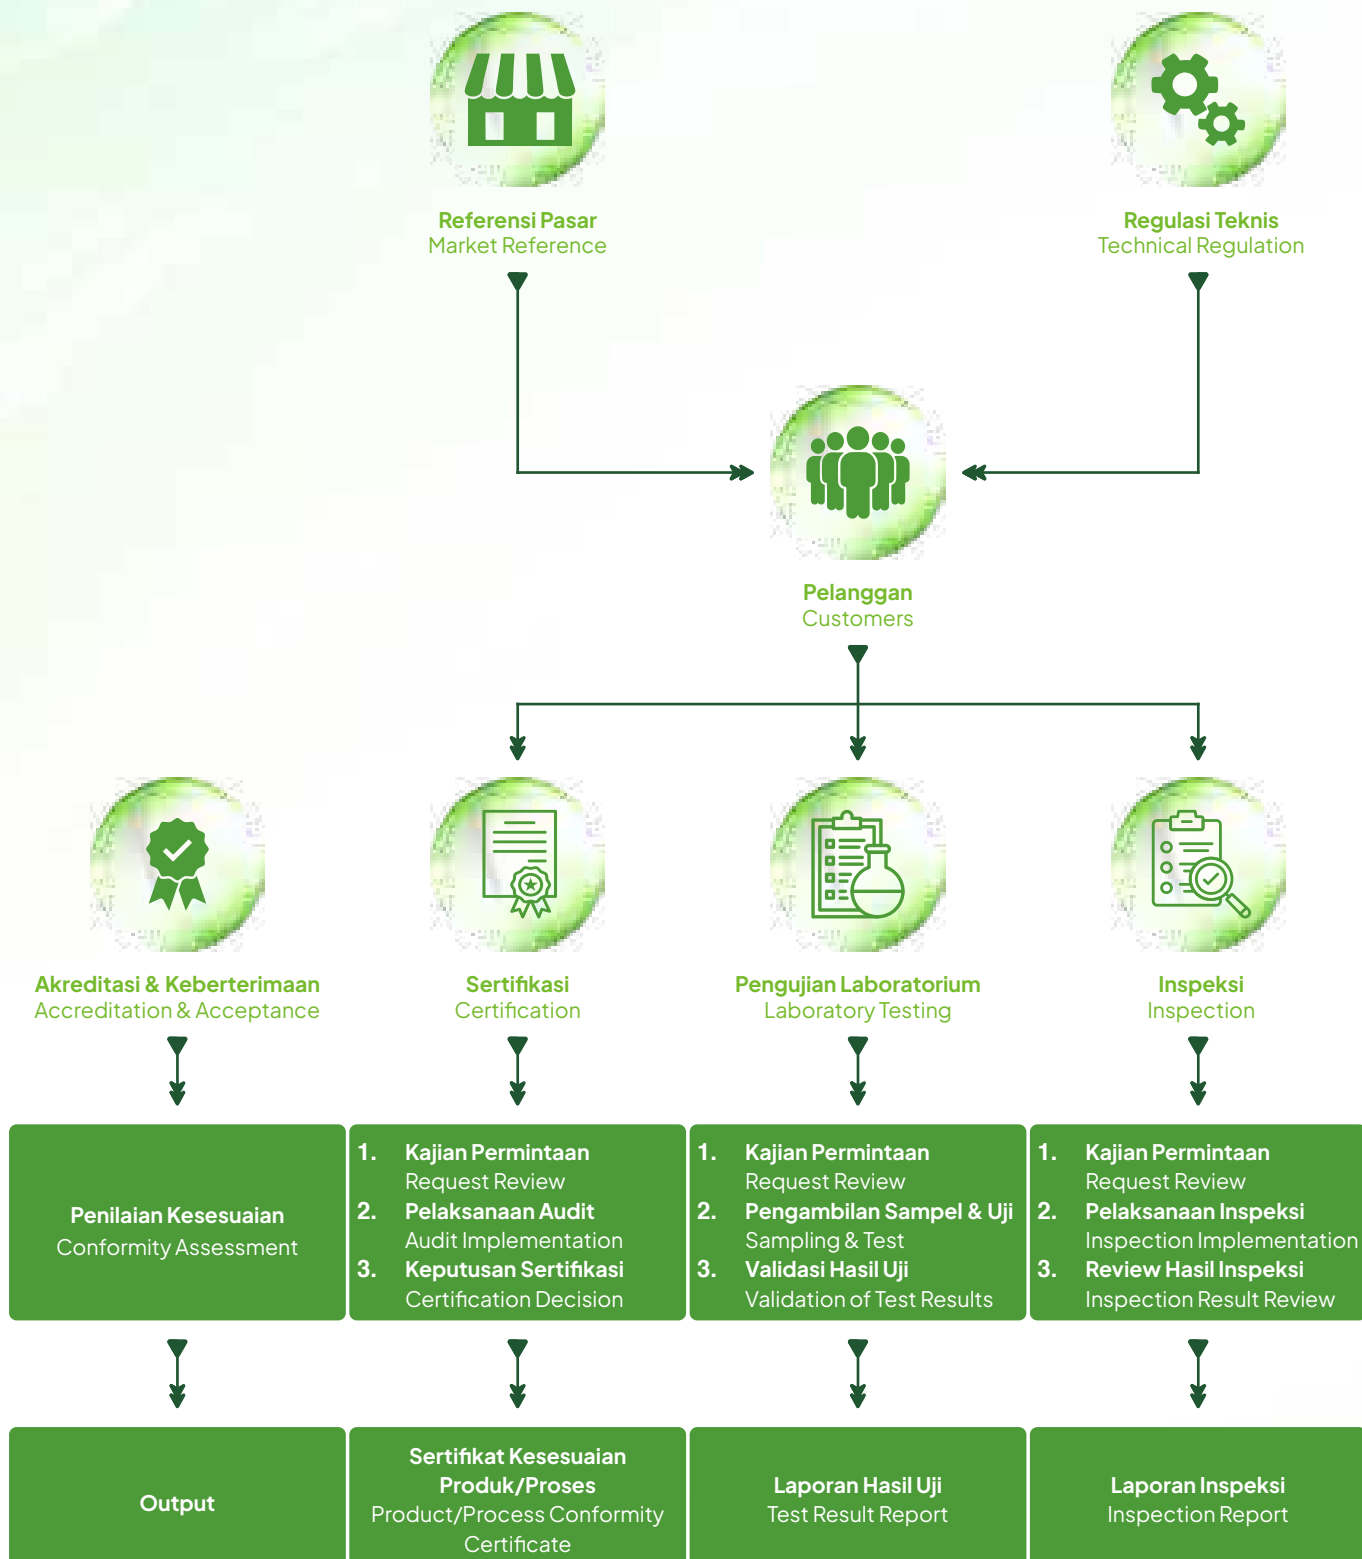 Referensi Pasar
Market Reference
Regulasi Teknis
Technical Regulation
Pelanggan
Customers
Akreditasi & Keberterimaan
Accreditation & Acceptance
Sertifikasi
Certification
Pengujian Laboratorium
Laboratory Testing
Inspeksi
Inspection
Penilaian Kesesuaian
Conformity Assessment
1. Kajian Permintaan
Request Review
2. Pelaksanaan Audit
Audit Implementation
3. Keputusan Sertifikasi
Certification Decision
1. Kajian Permintaan
Request Review
2. Pengambilan Sampel & Uji
Sampling & Test
3. Validasi Hasil Uji
Validation of Test Results
1. Kajian Permintaan
Request Review
2. Pelaksanaan Inspeksi
Inspection Implementation
3. Review Hasil Inspeksi
Inspection Result Review
Output
Sertifikat Kesesuaian
Produk/Proses
Product/Process Conformity
Certificate
Laporan Hasil Uji
Test Result Report
Laporan Inspeksi
Inspection Report